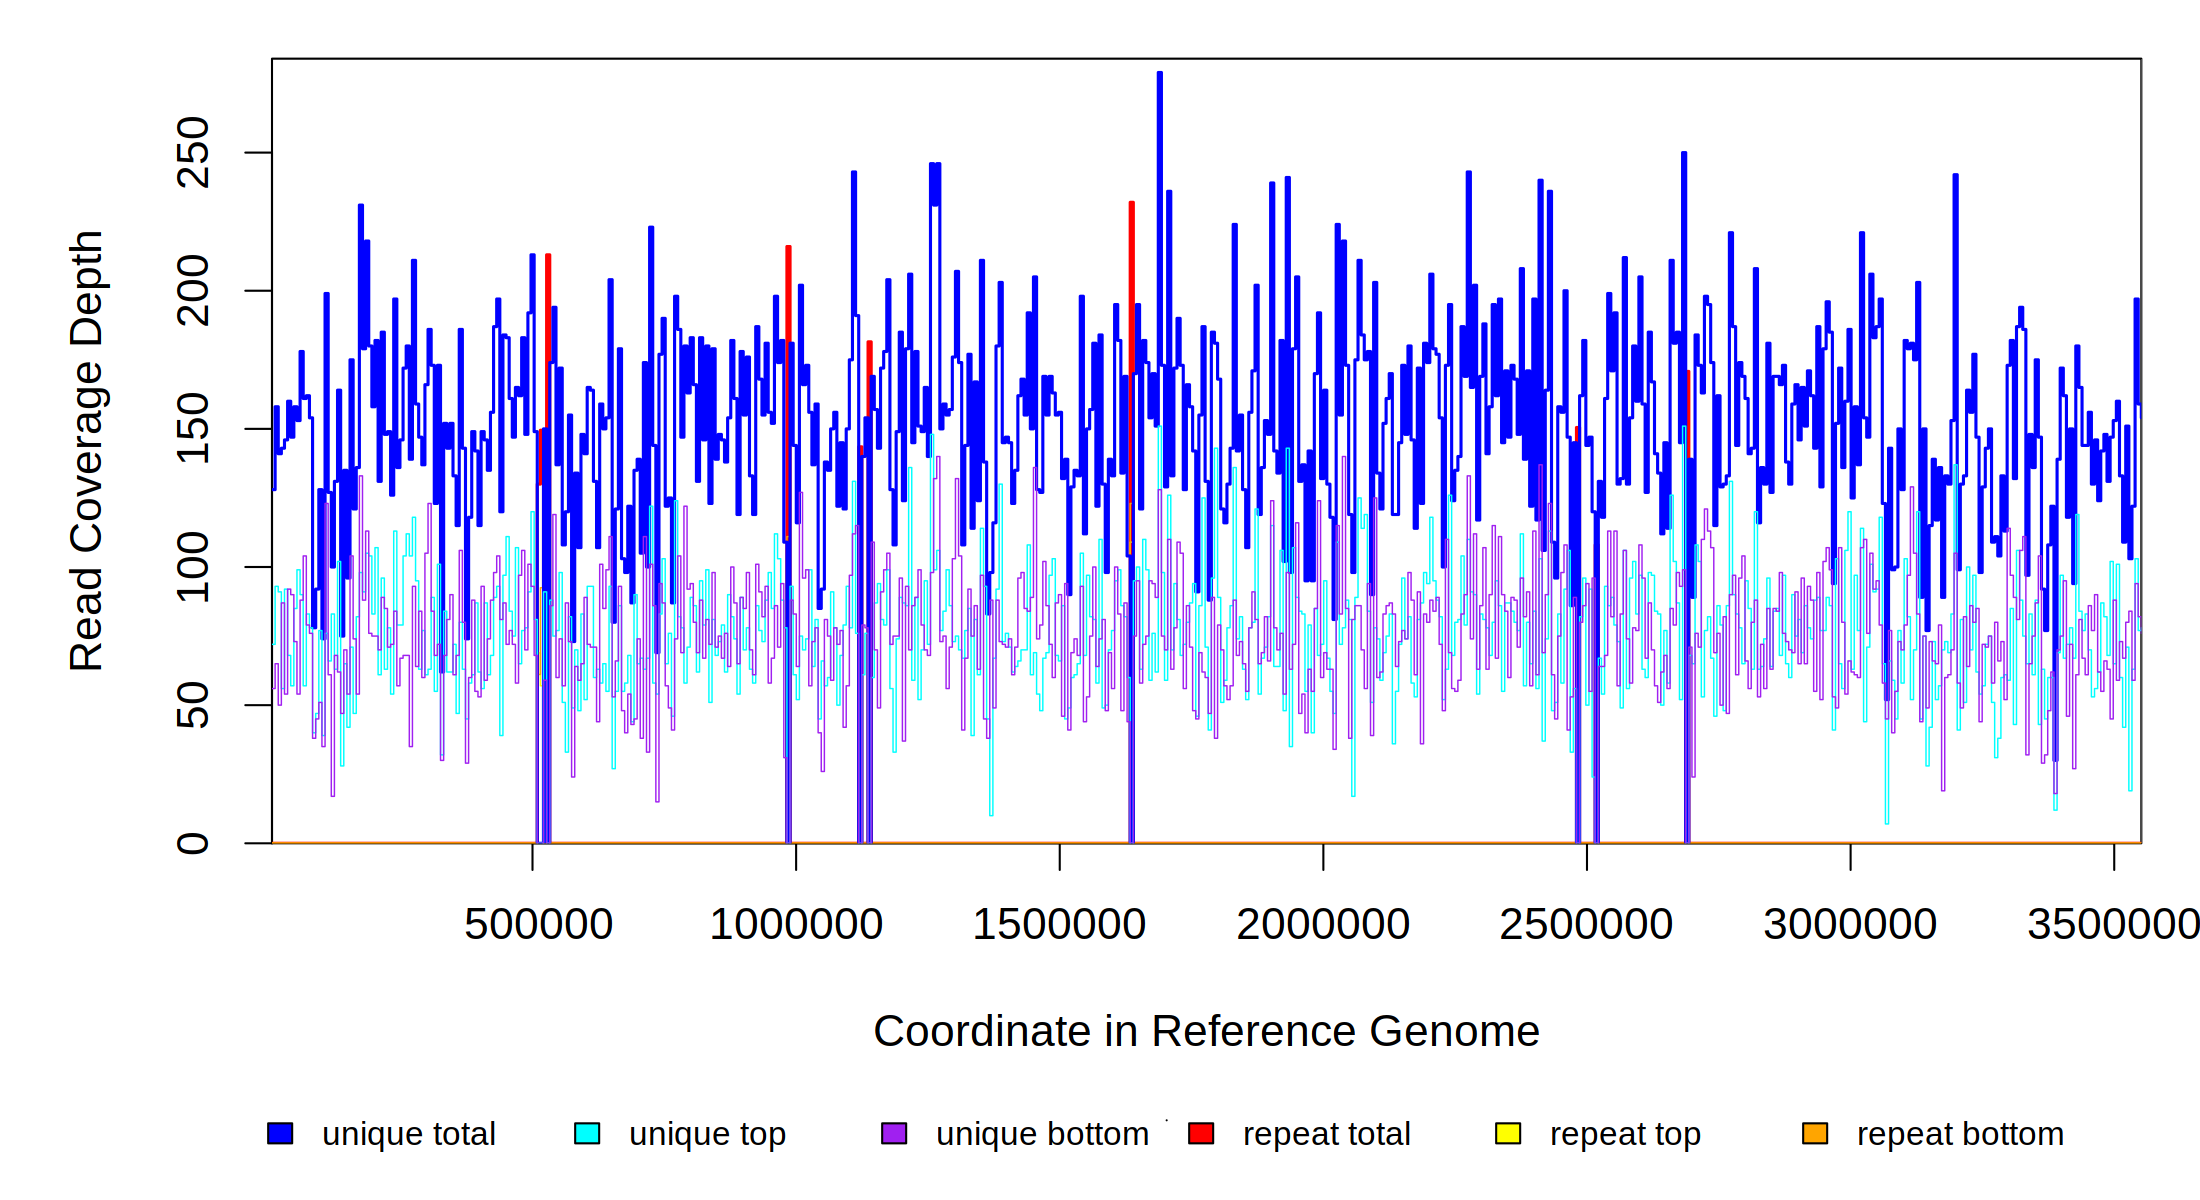 Read Coverage Depth
250
200
150
100
50
0
500000 1000000 1500000 2000000 2500000 3000000 3500000
Coordinate in Reference Genome
unique total unique top unique bottom repeat total repeat top repeat bottom